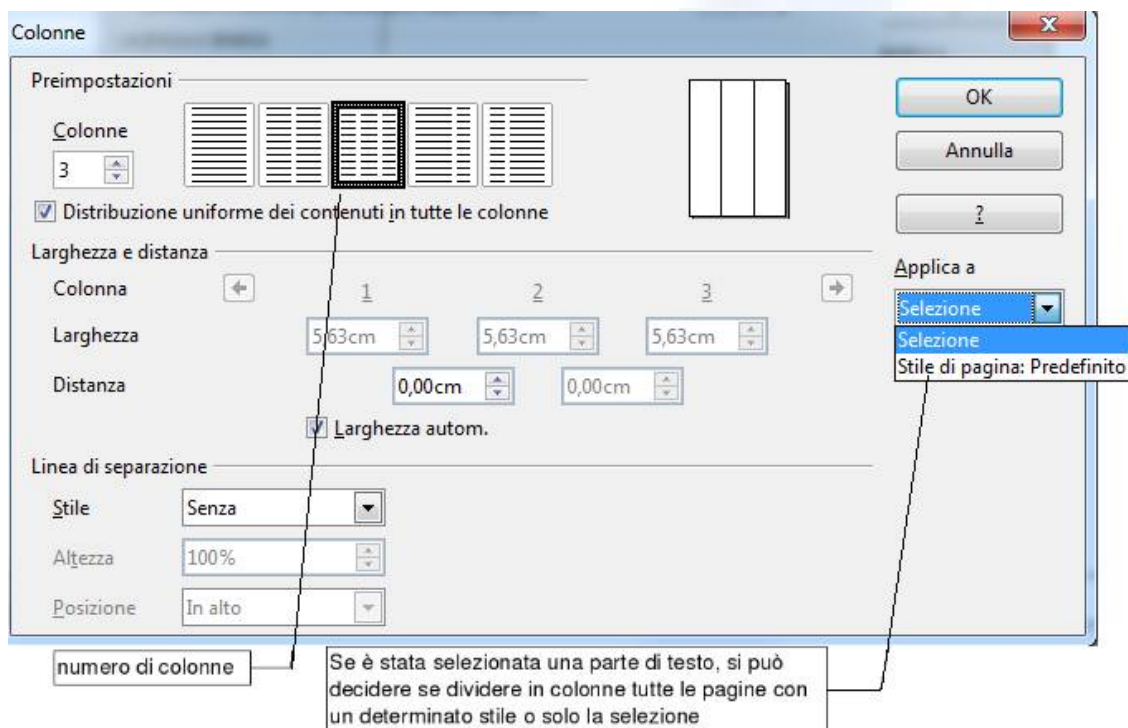 Colonne
Preimpostazioni
Colonne
3
Distribuzione uniforme dei contenuti in tutte le colonne
OK
Annulla
?
Larghezza e distanza
Colonna 1 2 3
Larghezza 5,63cm 5,63cm 5,63cm
Distanza 0,00cm 0,00cm
Larghezza autom.
Applica a
Selezione
Selezione
Stile di pagina: Predefinito
Linea di separazione
Stile Senza
Altezza 100%
Posizione In alto
numero di colonne
Se è stata selezionata una parte di testo, si può
decidere se dividere in colonne tutte le pagine con
un determinato stile o solo la selezione